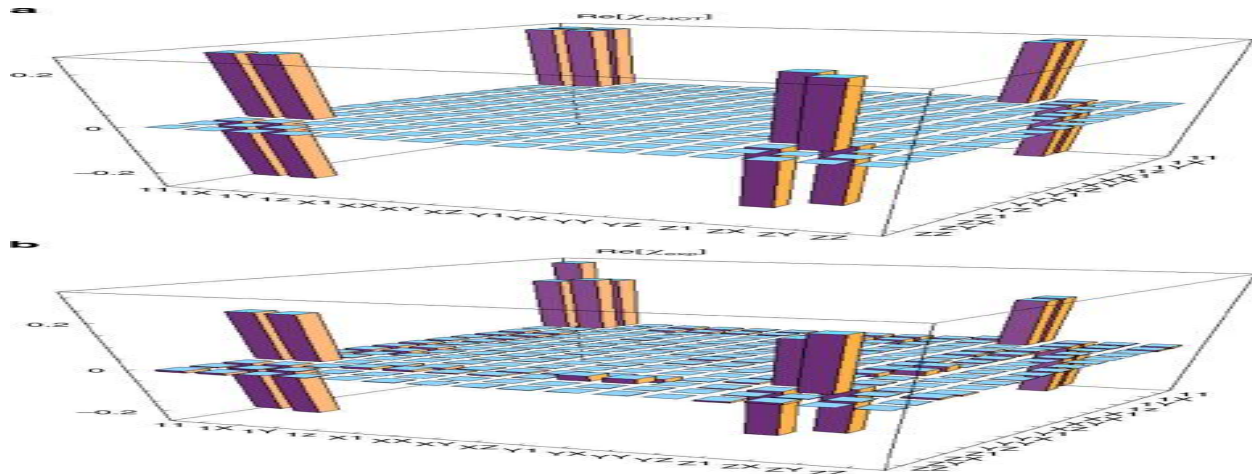 a
Re[χCNOT]
0.2
0
-0.2
11 1X 1Y 1Z X1 XX XY XZ Y1 YX YY YZ Z1 ZX ZY ZZ
b
Re[χexp]
0.2
0
-0.2
11 1X 1Y 1Z X1 XX XY XZ Y1 YX YY YZ Z1 ZX ZY ZZ